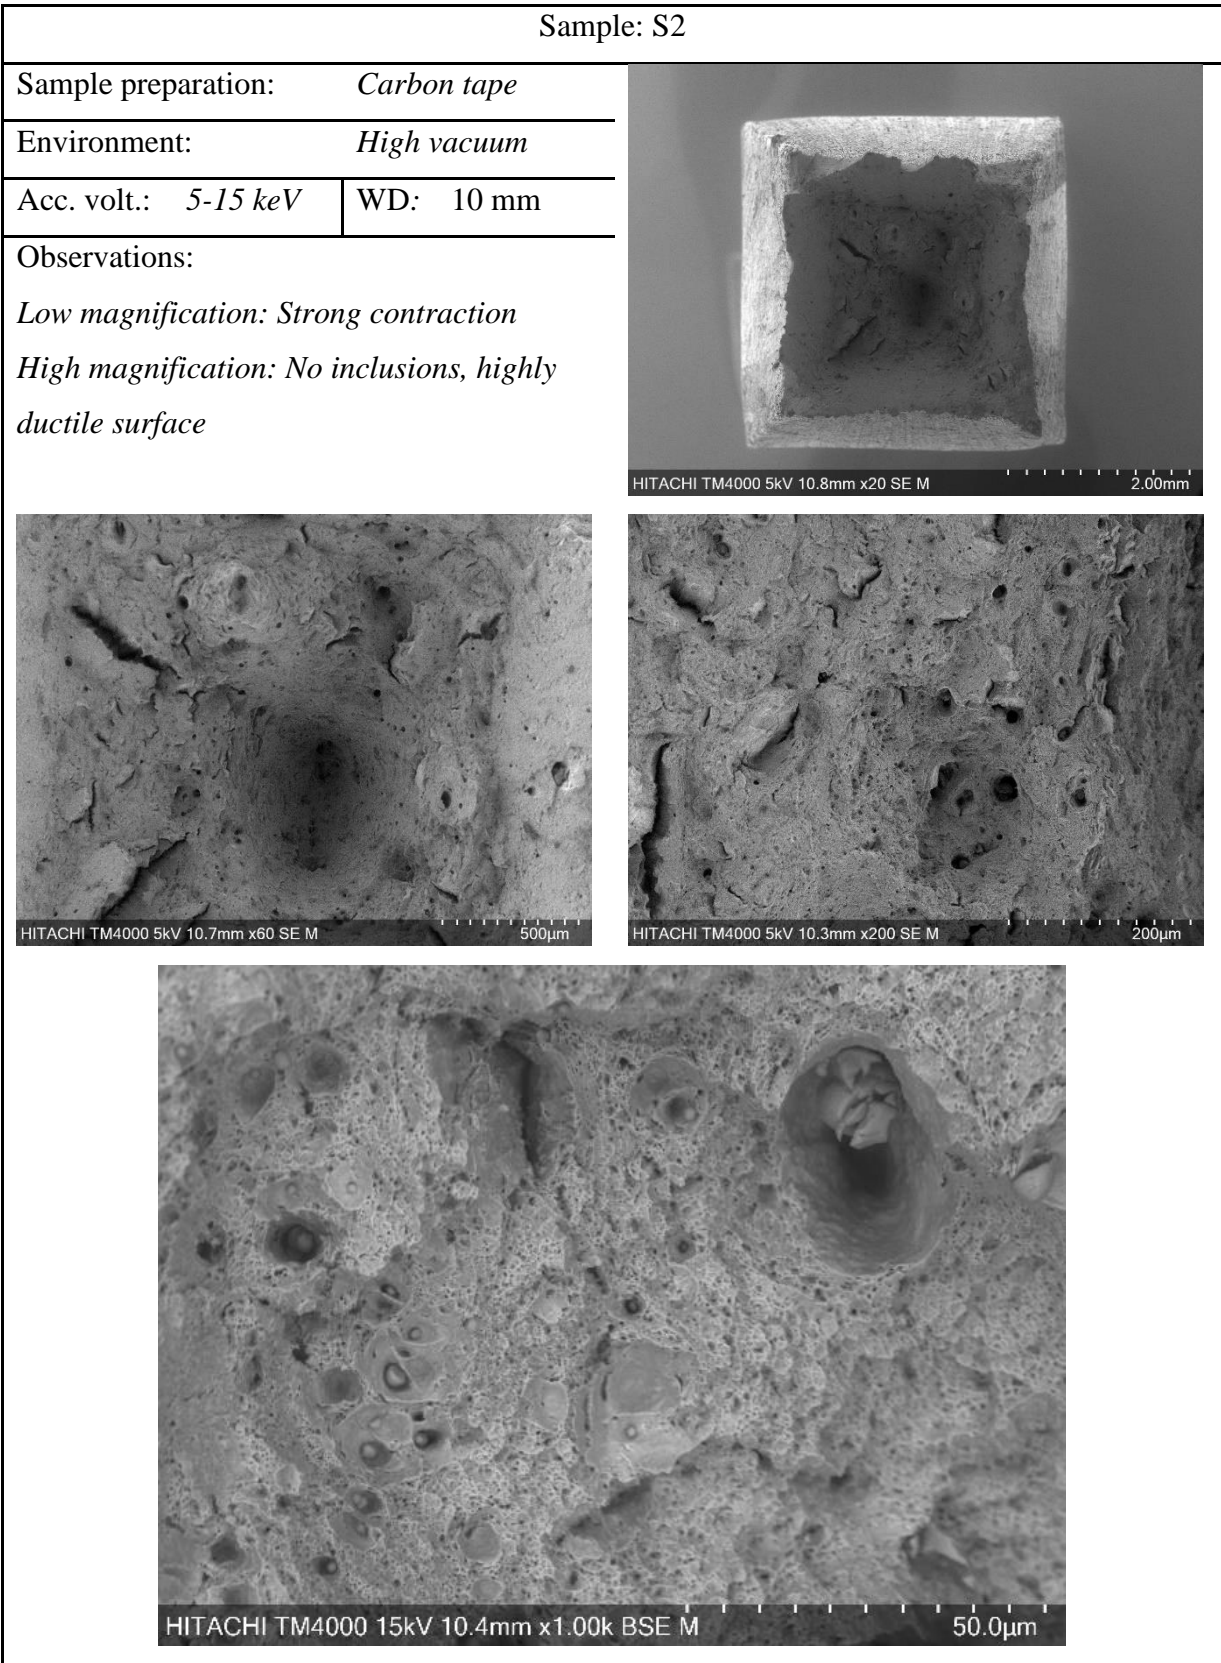 Sample: S2
Sample preparation: Carbon tape
Environment: High vacuum
Acc. volt.: 5-15 keV WD: 10 mm
Observations:
Low magnification: Strong contraction
High magnification: No inclusions, highly
ductile surface
HITACHI TM4000 5kV 10.8mm x20 SE M 2.00mm
HITACHI TM4000 5kV 10.7mm x60 SE M 500µm
HITACHI TM4000 5kV 10.3mm x200 SE M 200µm
HITACHI TM4000 15kV 10.4mm x1.00k BSE M 50.0µm